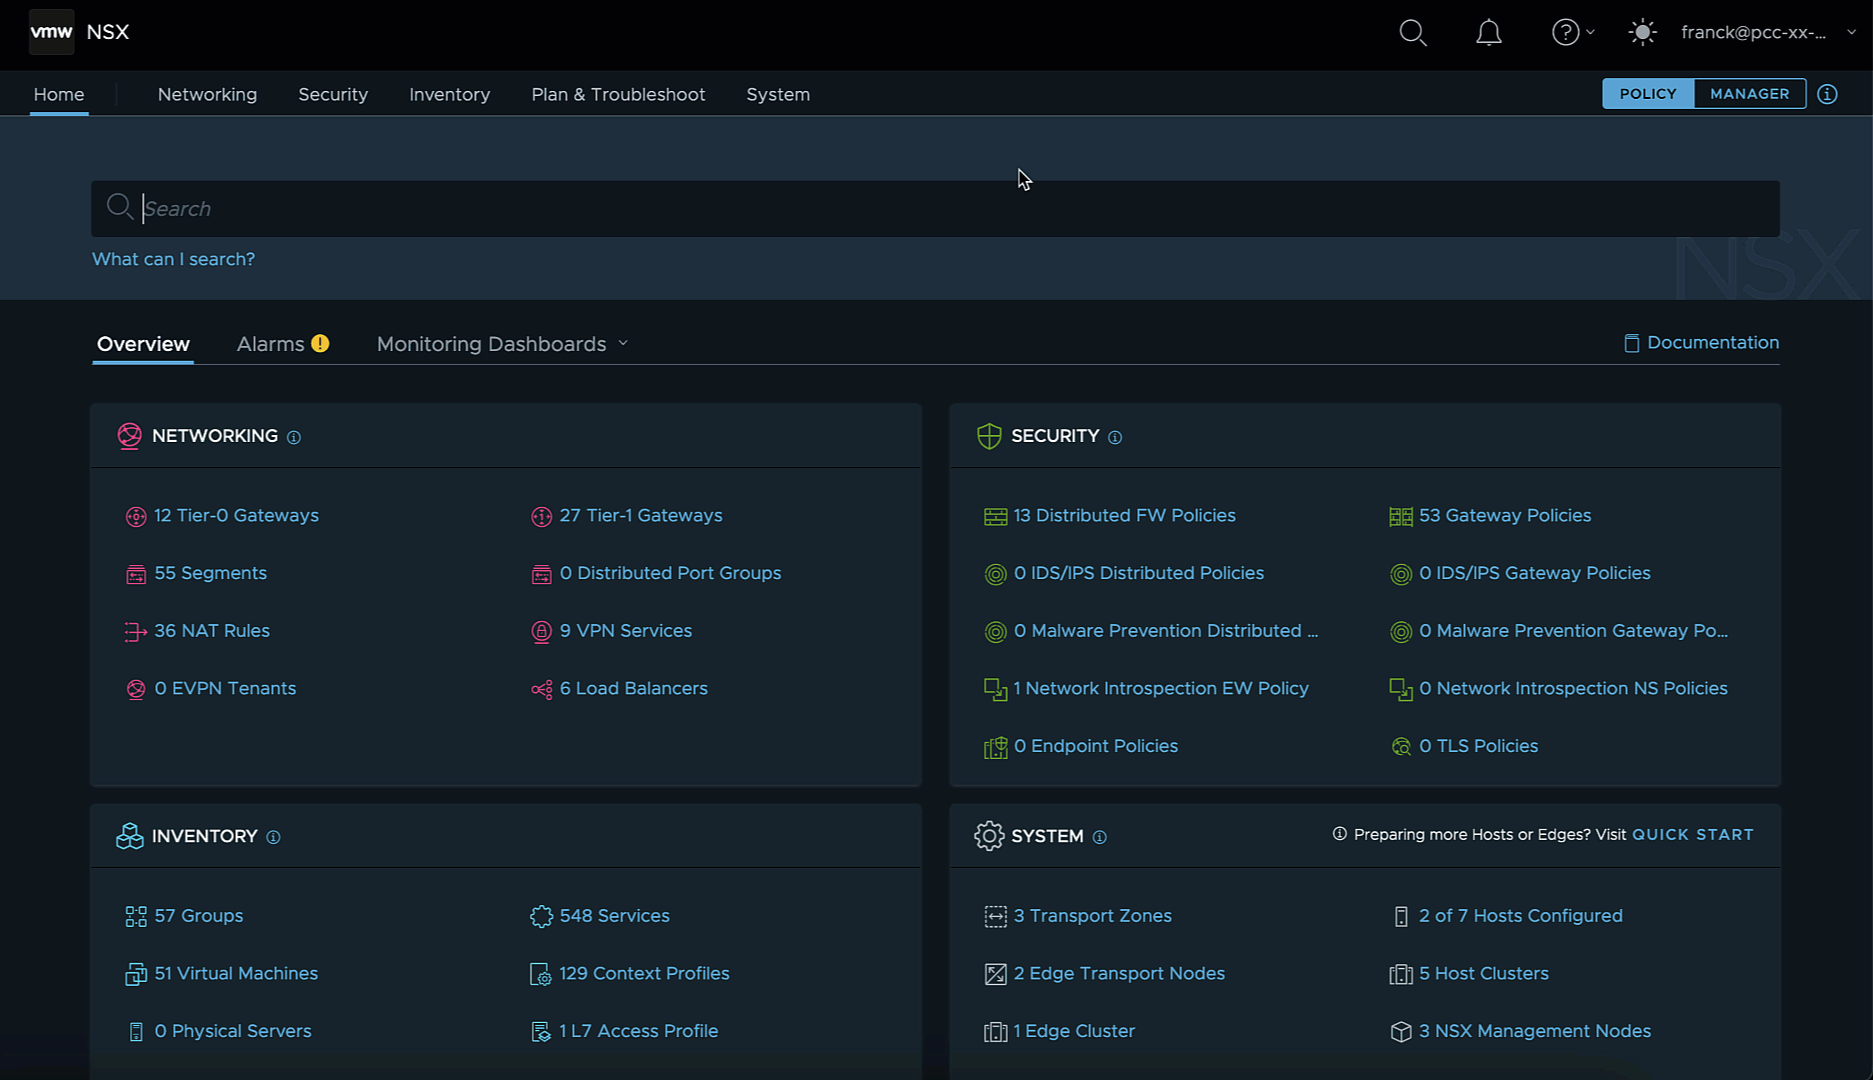 vmw NSX franck@pcc-xx-...
Home Networking Security Inventory Plan & Troubleshoot System POLICY MANAGER
Search
What can I search?
NSX
Overview Alarms Monitoring Dashboards Documentation
NETWORKING
12 Tier-0 Gateways 27 Tier-1 Gateways
55 Segments 0 Distributed Port Groups
36 NAT Rules 9 VPN Services
0 EVPN Tenants 6 Load Balancers
SECURITY
13 Distributed FW Policies 53 Gateway Policies
0 IDS/IPS Distributed Policies 0 IDS/IPS Gateway Policies
0 Malware Prevention Distributed ... 0 Malware Prevention Gateway Po...
1 Network Introspection EW Policy 0 Network Introspection NS Policies
0 Endpoint Policies 0 TLS Policies
INVENTORY
57 Groups 548 Services
51 Virtual Machines 129 Context Profiles
0 Physical Servers 1 L7 Access Profile
SYSTEM Preparing more Hosts or Edges? Visit QUICK START
3 Transport Zones 2 of 7 Hosts Configured
2 Edge Transport Nodes 5 Host Clusters
1 Edge Cluster 3 NSX Management Nodes